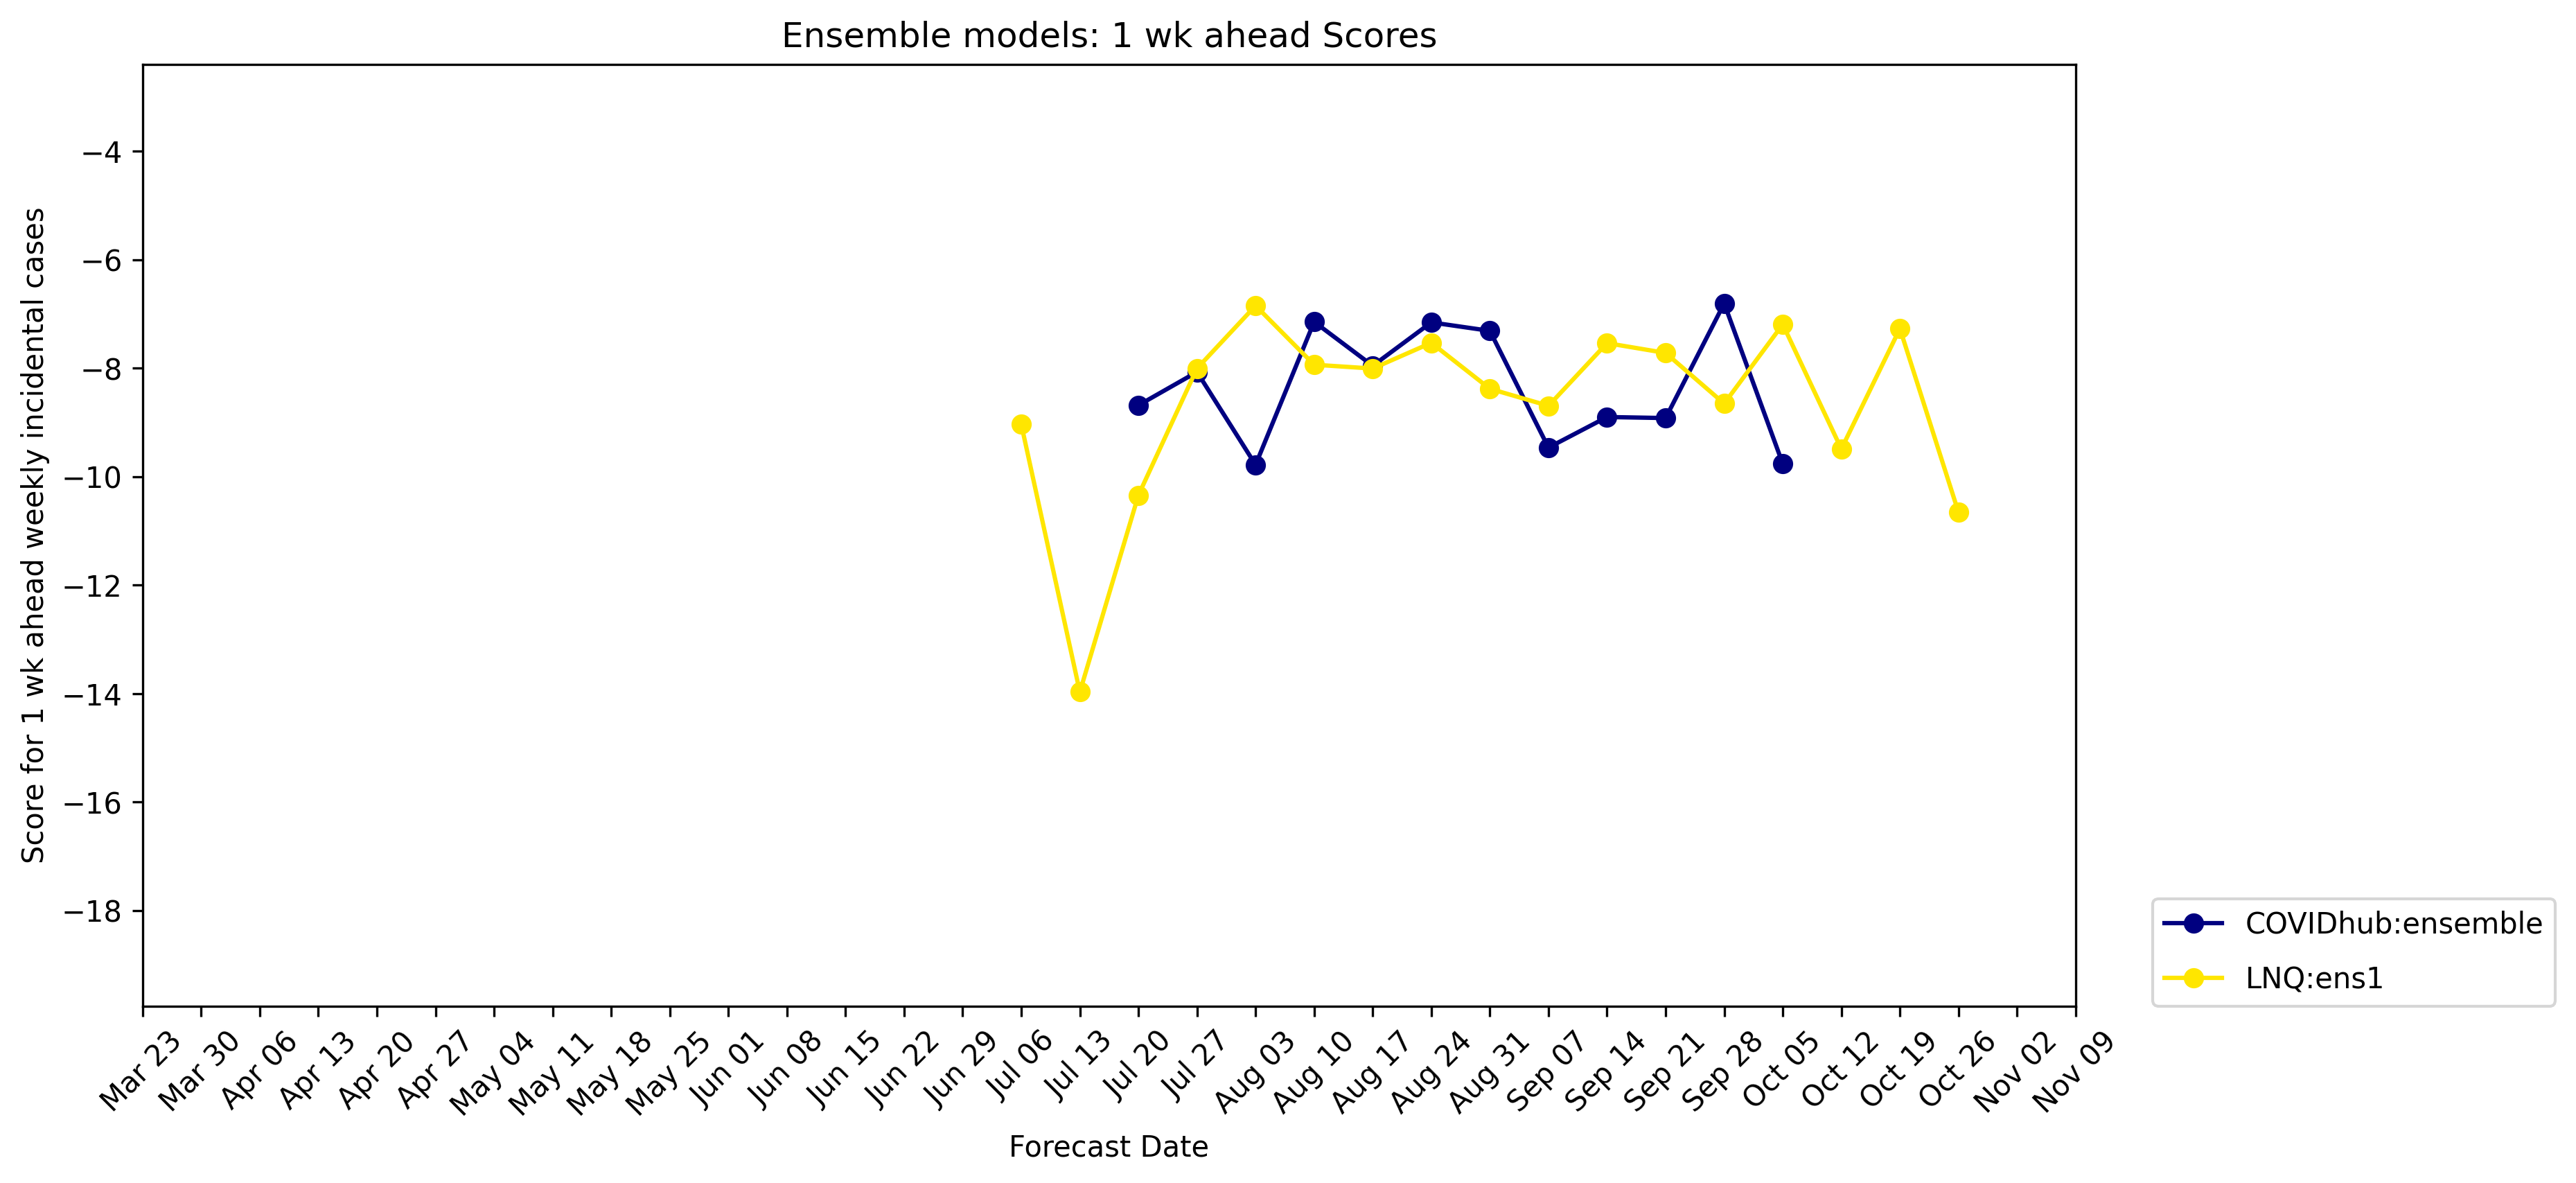 Ensemble models: 1 wk ahead Scores
Score for 1 wk ahead weekly incidental cases
−4
−6
−8
−10
−12
−14
−16
−18
Mar 23
Mar 30
Apr 06
Apr 13
Apr 20
Apr 27
May 04
May 11
May 18
May 25
Jun 01
Jun 08
Jun 15
Jun 22
Jun 29
Jul 06
Jul 13
Jul 20
Jul 27
Aug 03
Aug 10
Aug 17
Aug 24
Aug 31
Sep 07
Sep 14
Sep 21
Sep 28
Oct 05
Oct 12
Oct 19
Oct 26
Nov 02
Nov 09
Forecast Date
COVIDhub:ensemble
LNQ:ens1